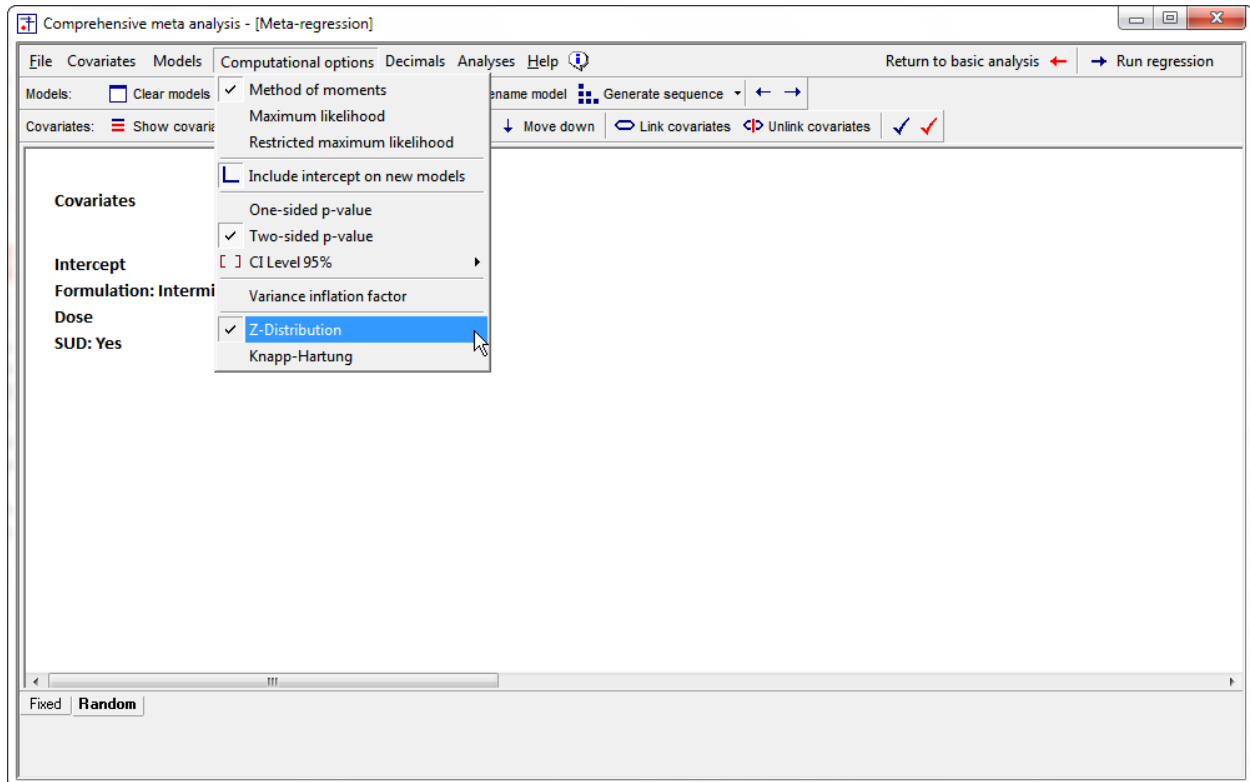 Comprehensive meta analysis - [Meta-regression]
File Covariates Models Computational options Decimals Analyses Help Return to basic analysis Run regression
Models: Clear models ename model Generate sequence
Covariates: Show covaria Move down Link covariates Unlink covariates
Method of moments
Maximum likelihood
Restricted maximum likelihood
Include intercept on new models
One-sided p-value
Two-sided p-value
[ ] CI Level 95%
Variance inflation factor
Z-Distribution
Knapp-Hartung
Covariates
Intercept
Formulation: Intermi
Dose
SUD: Yes
Fixed Random